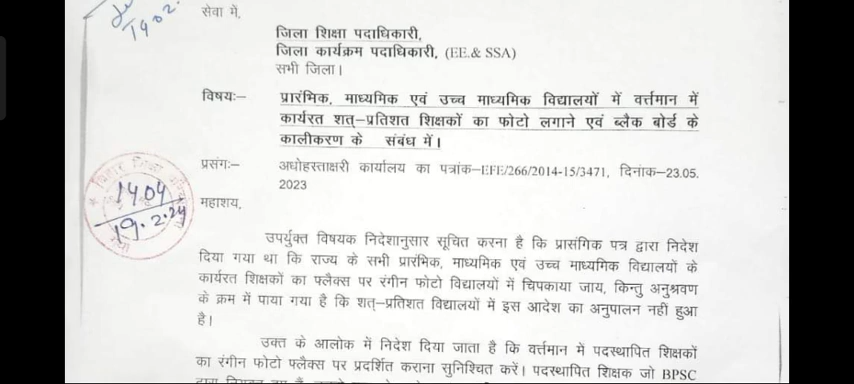 1402
सेवा में,
जिला शिक्षा पदाधिकारी,
जिला कार्यक्रम पदाधिकारी, (EE.& SSA)
सभी जिला।
विषयः– प्रारंभिक, माध्यमिक एवं उच्च माध्यमिक विद्यालयों में वर्त्तमान में
कार्यरत शत्–प्रतिशत शिक्षकों का फोटो लगाने एवं ब्लैक बोर्ड के
कालीकरण के संबंध में।
प्रसंगः– अधोहस्ताक्षरी कार्यालय का पत्रांक–EFE/266/2014-15/3471, दिनांक–23.05.
2023
1404
19.2.24
महाशय,
उपर्युक्त विषयक निदेशानुसार सूचित करना है कि प्रासंगिक पत्र द्वारा निदेश
दिया गया था कि राज्य के सभी प्रारंभिक, माध्यमिक एवं उच्च माध्यमिक विद्यालयों के
कार्यरत शिक्षकों का फ्लैक्स पर रंगीन फोटो विद्यालयों में चिपकाया जाय, किन्तु अनुश्रवण
के क्रम में पाया गया है कि शत्–प्रतिशत विद्यालयों में इस आदेश का अनुपालन नहीं हुआ
है।
उक्त के आलोक में निदेश दिया जाता है कि वर्त्तमान में पदस्थापित शिक्षकों
का रंगीन फोटो फ्लैक्स पर प्रदर्शित कराना सुनिश्चित करें। पदस्थापित शिक्षक जो BPSC